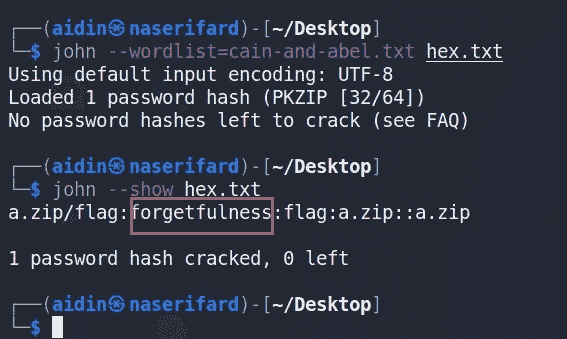 ┌──(aidin㉿naserifard)-[~/Desktop]
└─$ john --wordlist=cain-and-abel.txt hex.txt
Using default input encoding: UTF-8
Loaded 1 password hash (PKZIP [32/64])
No password hashes left to crack (see FAQ)
┌──(aidin㉿naserifard)-[~/Desktop]
└─$ john --show hex.txt
a.zip/flag:forgetfulness:flag:a.zip::a.zip
1 password hash cracked, 0 left
┌──(aidin㉿naserifard)-[~/Desktop]
└─$